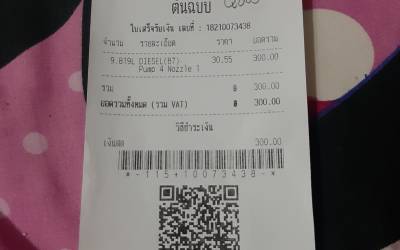 ต้นฉบับ
ใบเสร็จรับเงิน เลขที่ : 18210073438
จำนวน รายละเอียด ราคา ยอดรวม
9.819L DIESEL(B7) 30.55 300.00
Pump 4 Nozzle 1
รวม ฿ 300.00
ยอดรวมทั้งหมด (รวม VAT) ฿ 300.00
วิธีชำระเงิน
เงินสด 300.00
*-115+10073438-*